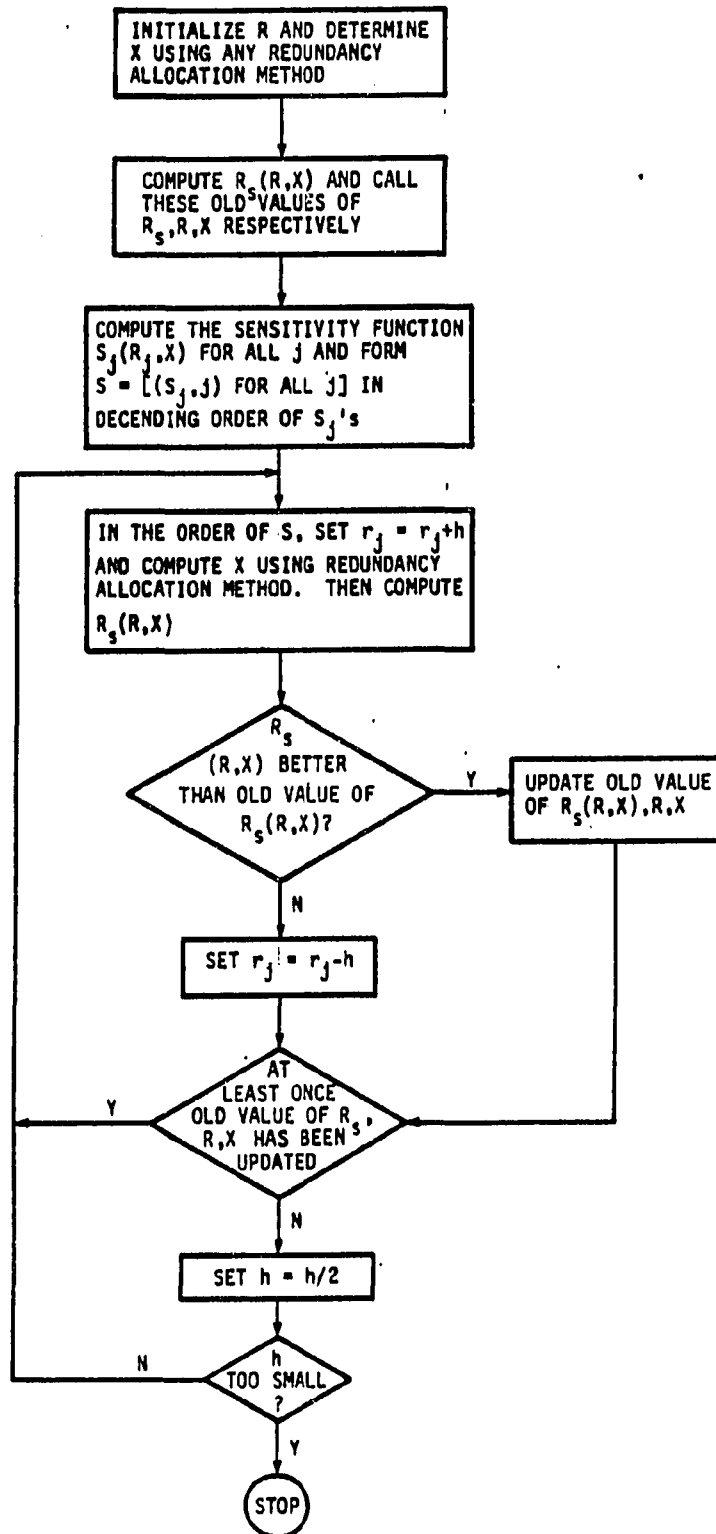 INITIALIZE R AND DETERMINE
X USING ANY REDUNDANCY
ALLOCATION METHOD
COMPUTE R_s(R,X) AND CALL
THESE OLD VALUES OF
R_s,R,X RESPECTIVELY
COMPUTE THE SENSITIVITY FUNCTION
S_j(R_j,X) FOR ALL j AND FORM
S = [(S_j,j) FOR ALL j] IN
DECENDING ORDER OF S_j's
IN THE ORDER OF S, SET r_j = r_j+h
AND COMPUTE X USING REDUNDANCY
ALLOCATION METHOD. THEN COMPUTE
R_s(R,X)
R_s
(R,X) BETTER
THAN OLD VALUE OF
R_s(R,X)?
Y
UPDATE OLD VALUE
OF R_s(R,X),R,X
N
SET r_j = r_j-h
AT
LEAST ONCE
OLD VALUE OF R_s,
R,X HAS BEEN
UPDATED
Y
N
SET h = h/2
h
TOO SMALL
?
N
Y
STOP